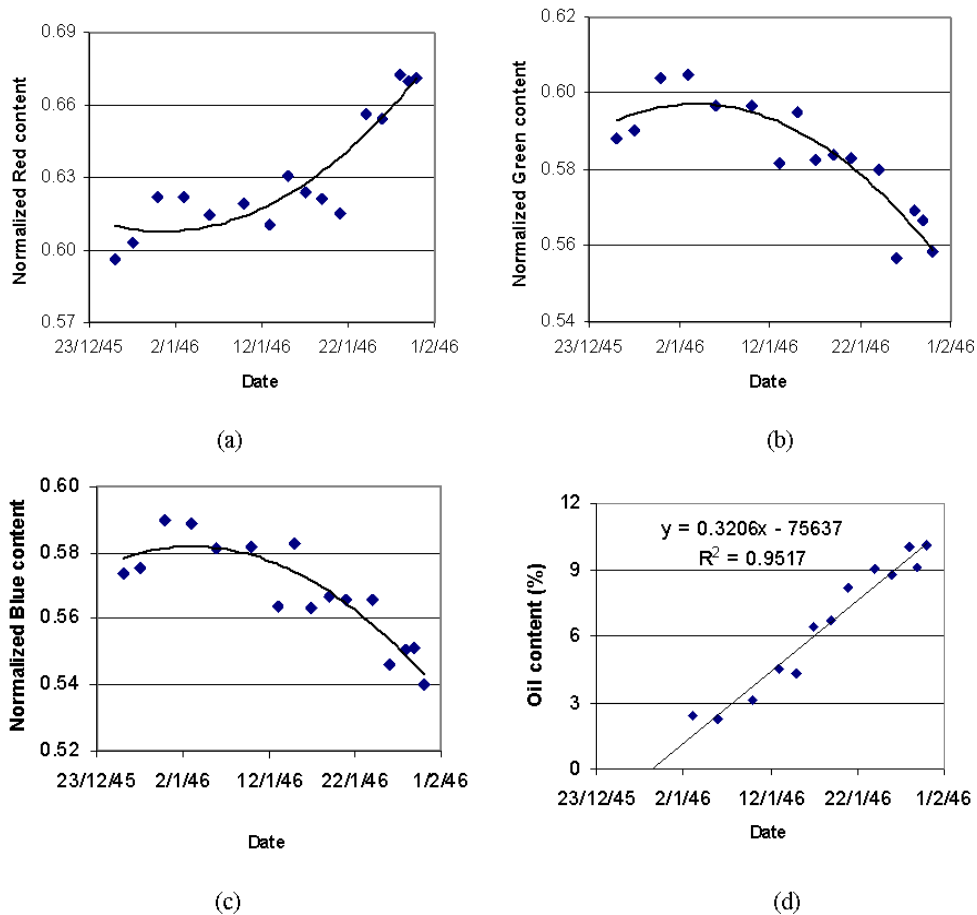 0.69
0.66
0.63
0.60
0.57
Normalized Red content
23/12/45 2/1/46 12/1/46 22/1/46 1/2/46
Date
(a)
0.62
0.60
0.58
0.56
0.54
Normalized Green content
23/12/45 2/1/46 12/1/46 22/1/46 1/2/46
Date
(b)
0.60
0.58
0.56
0.54
0.52
Normalized Blue content
23/12/45 2/1/46 12/1/46 22/1/46 1/2/46
Date
(c)
12
9
6
3
0
Oil content (%)
y = 0.3206x - 75637
R² = 0.9517
23/12/45 2/1/46 12/1/46 22/1/46 1/2/46
Date
(d)